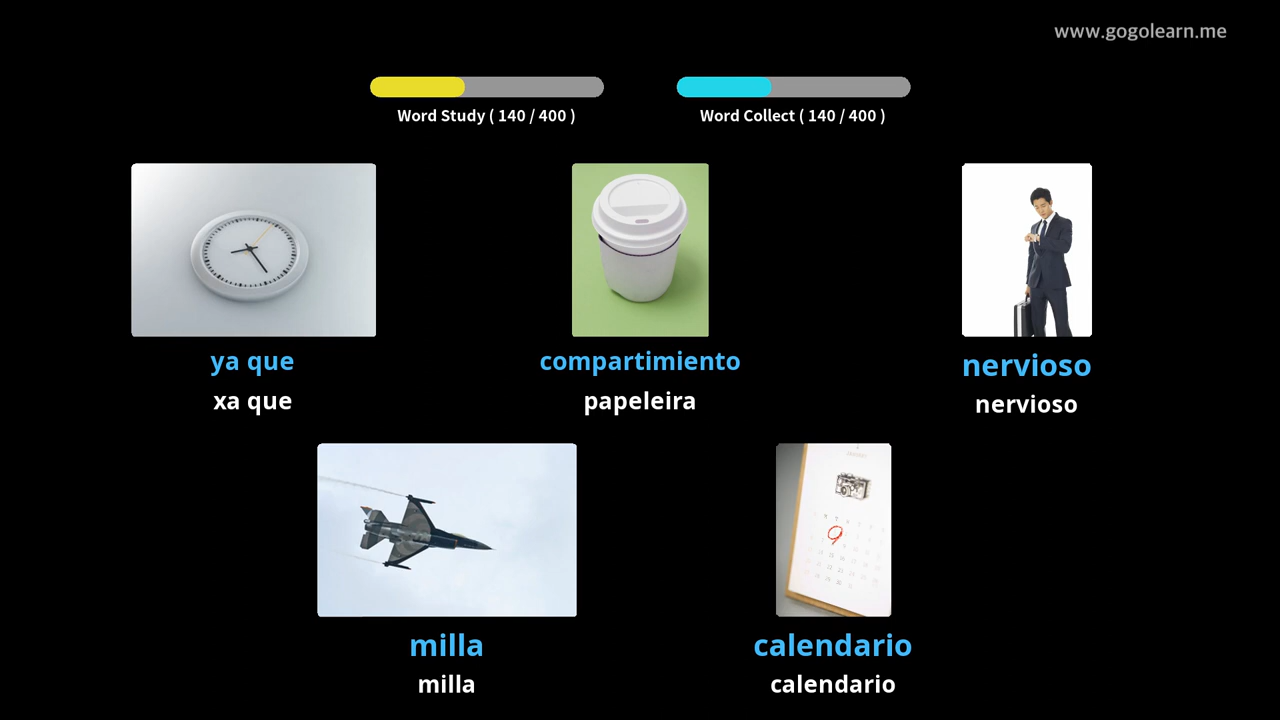 www.gogolearn.me
Word Study ( 140 / 400 )
Word Collect ( 140 / 400 )
ya que
xa que
compartimiento
papeleira
nervioso
nervioso
milla
milla
calendario
calendario